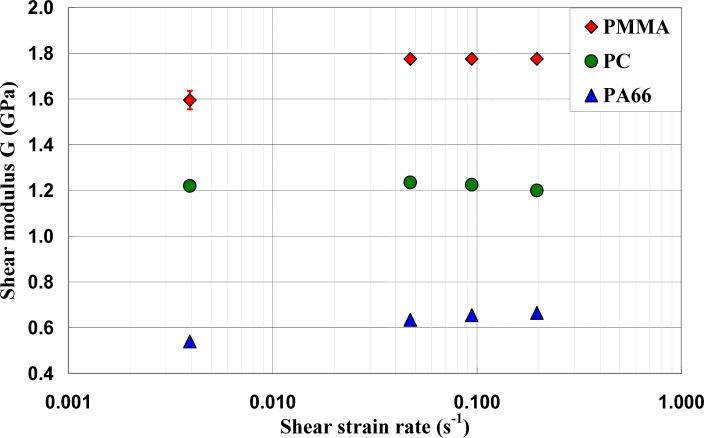 2.0
1.8
1.6
1.4
1.2
1.0
0.8
0.6
0.4
Shear modulus G (GPa)
PMMA
PC
PA66
0.001 0.010 0.100 1.000
Shear strain rate (s⁻¹)